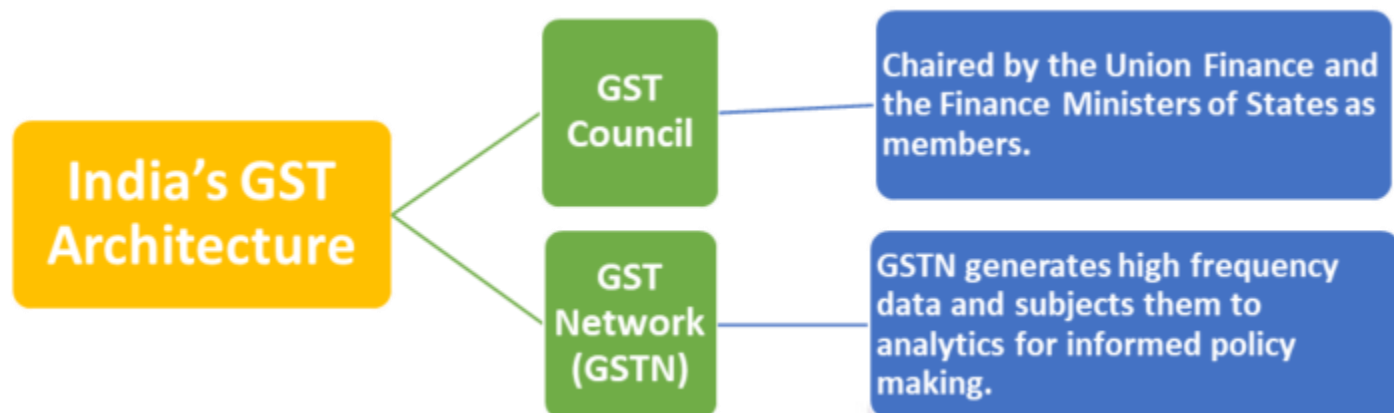 India’s GST
Architecture
GST
Council
Chaired by the Union Finance and
the Finance Ministers of States as
members.
GST
Network
(GSTN)
GSTN generates high frequency
data and subjects them to
analytics for informed policy
making.